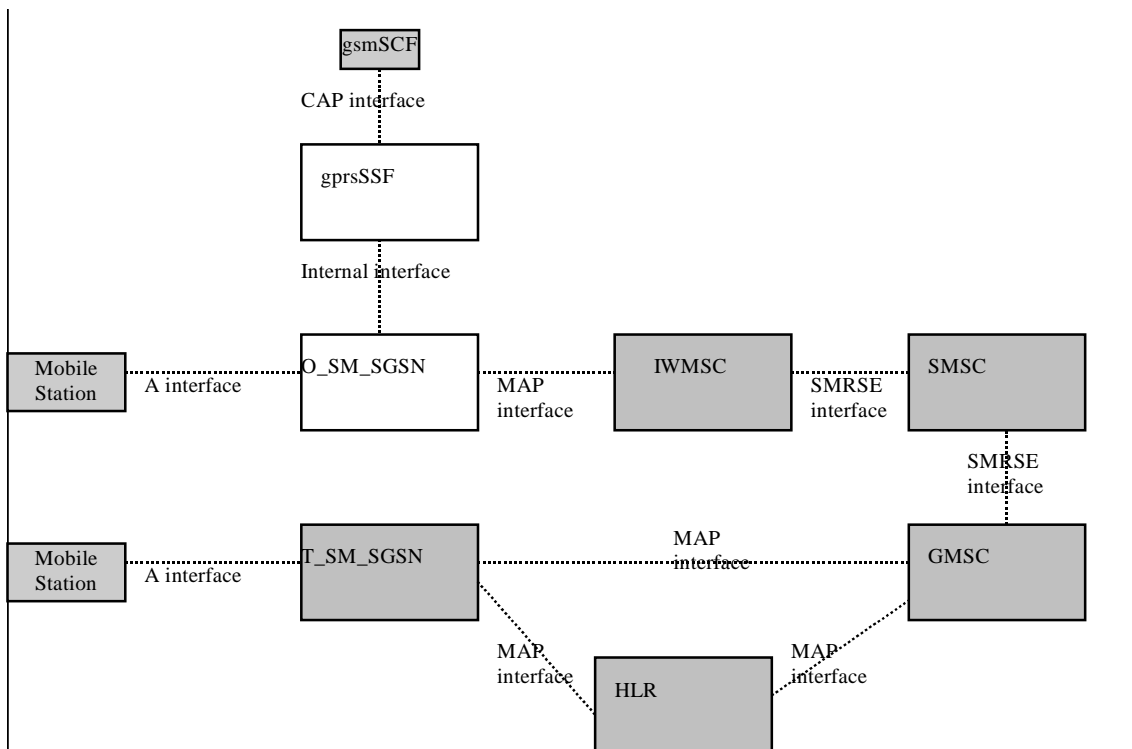 gsmSCF
CAP interface
gprsSSF
Internal interface
Mobile
Station
A interface
O_SM_SGSN
MAP
interface
IWMSC
SMRSE
interface
SMSC
SMRSE
interface
Mobile
Station
A interface
T_SM_SGSN
MAP
interface
GMSC
MAP
interface
HLR
MAP
interface